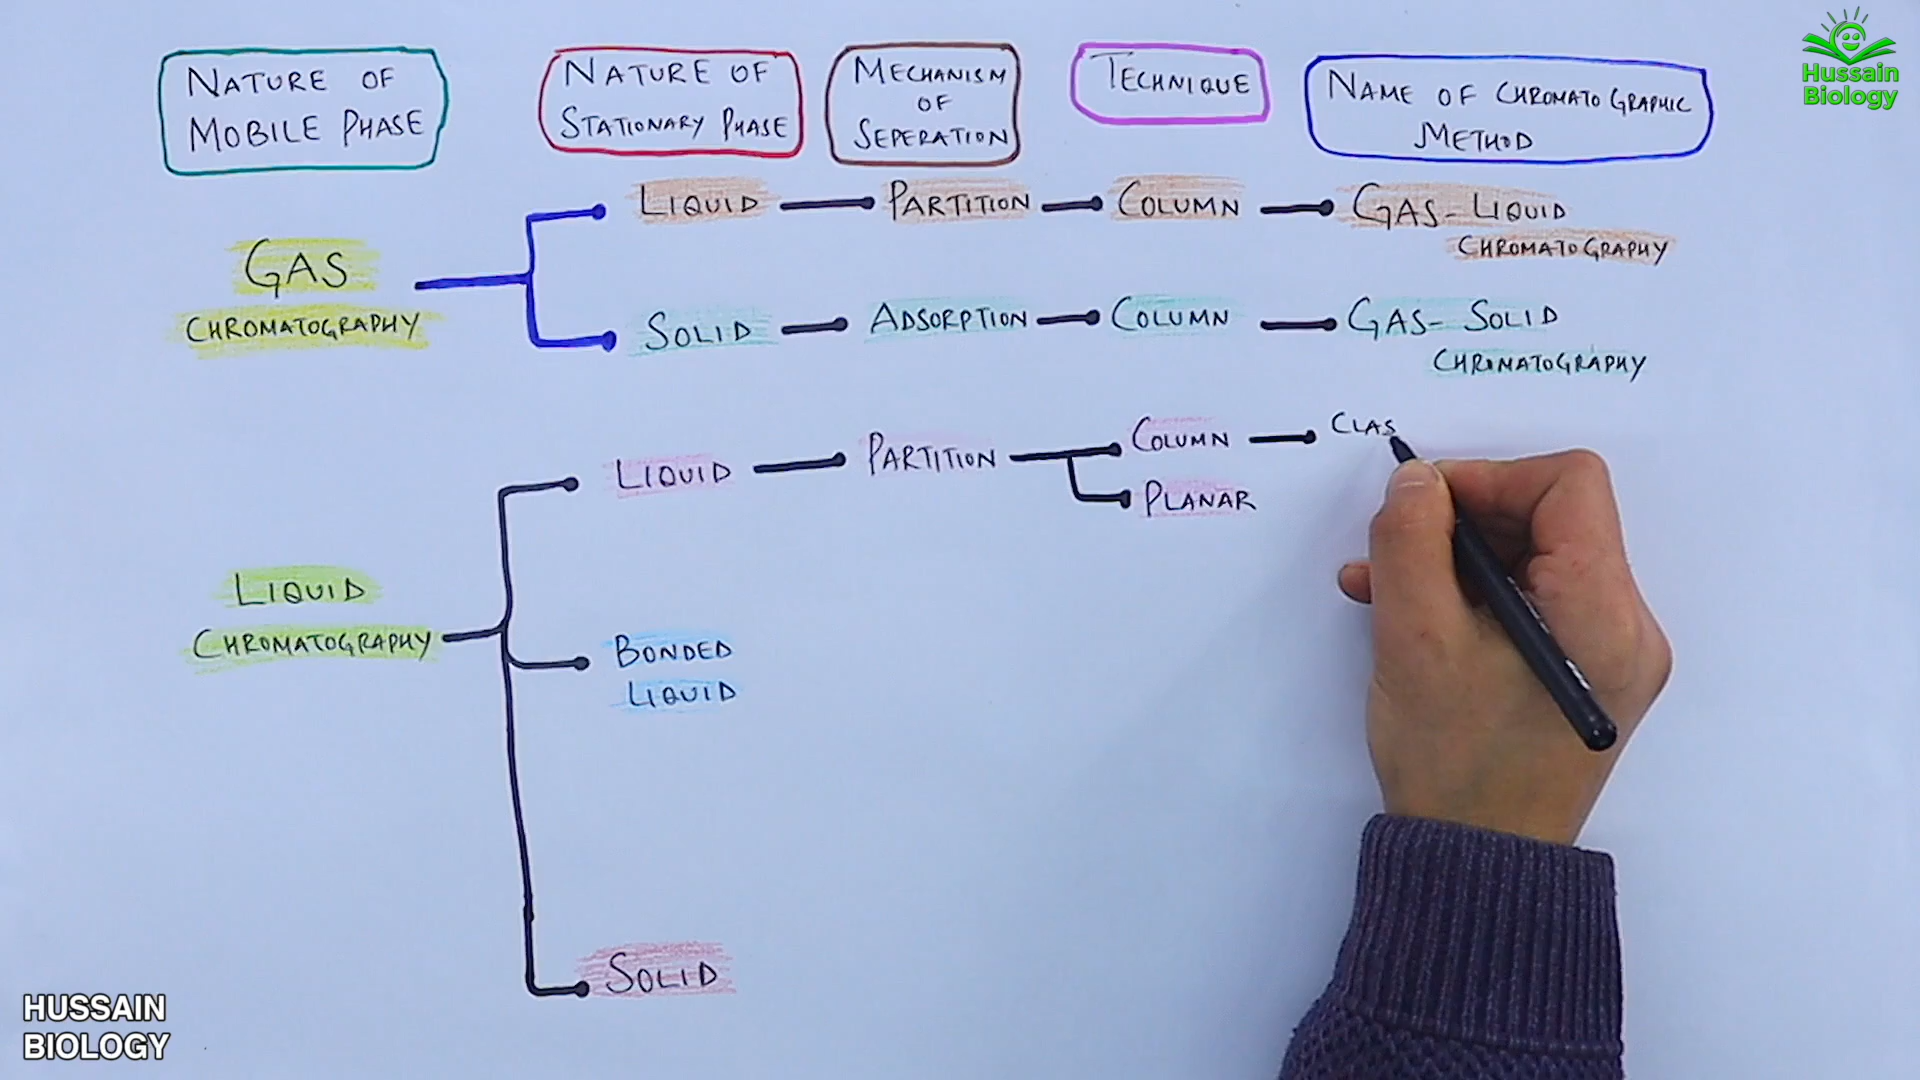 NATURE OF
MOBILE PHASE
NATURE OF
STATIONARY PHASE
MECHANISM
OF
SEPERATION
TECHNIQUE
NAME OF CHROMATOGRAPHIC
METHOD
Hussain
Biology
GAS
CHROMATOGRAPHY
LIQUID
PARTITION
COLUMN
GAS-LIQUID
CHROMATOGRAPHY
SOLID
ADSORPTION
COLUMN
GAS-SOLID
CHROMATOGRAPHY
LIQUID
CHROMATOGRAPHY
LIQUID
PARTITION
COLUMN
CLAS
PLANAR
BONDED
LIQUID
SOLID
HUSSAIN
BIOLOGY